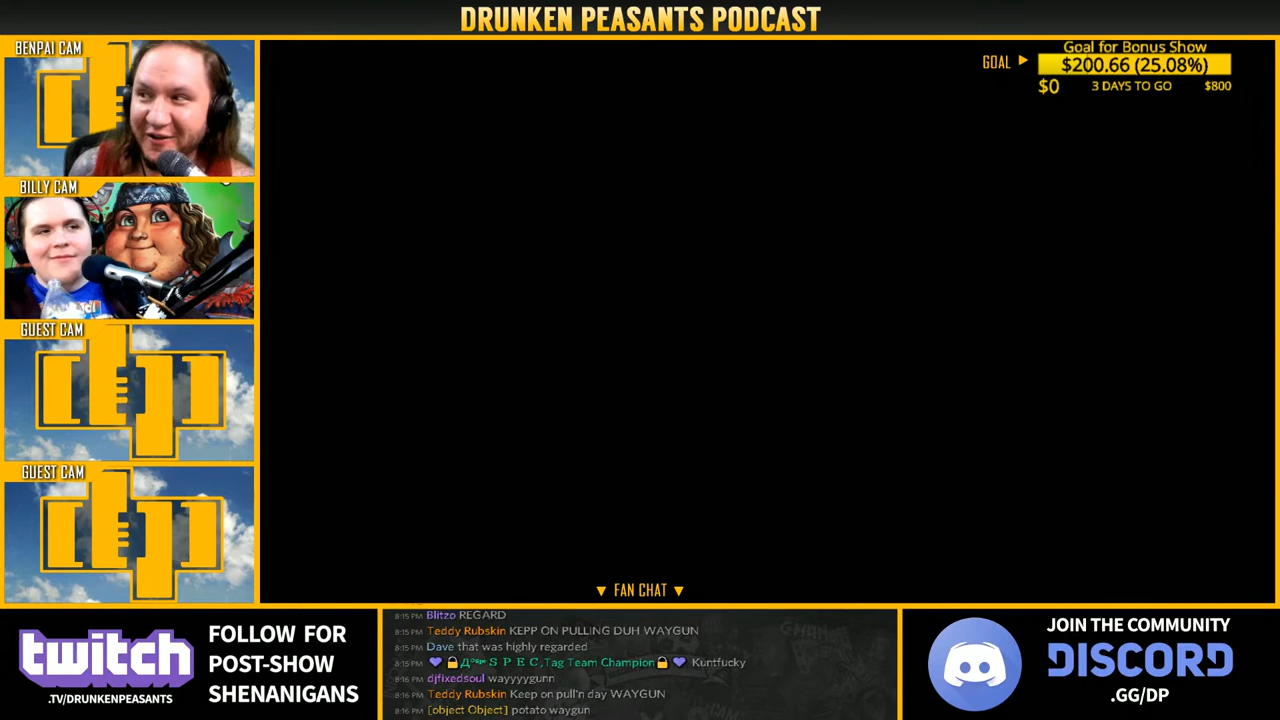 DRUNKEN PEASANTS PODCAST
BENPAI CAM
BILLY CAM
GUEST CAM
GUEST CAM
Goal for Bonus Show
GOAL ▶ $200.66 (25.08%)
$0 3 DAYS TO GO $800
▼ FAN CHAT ▼
twitch
.TV/DRUNKENPEASANTS
FOLLOW FOR
POST-SHOW
SHENANIGANS
8:15 PM Blitzo REGARD
8:15 PM Teddy Rubskin KEPP ON PULLING DUH WAYGUN
8:15 PM Dave that was highly regarded
8:15 PM S P E C,Tag Team Champion Kuntfucky
8:16 PM djfixedsoul wayyyygunn
8:16 PM Teddy Rubskin Keep on pull'n day WAYGUN
8:16 PM [object Object] potato waygun
JOIN THE COMMUNITY
DISCORD
.GG/DP